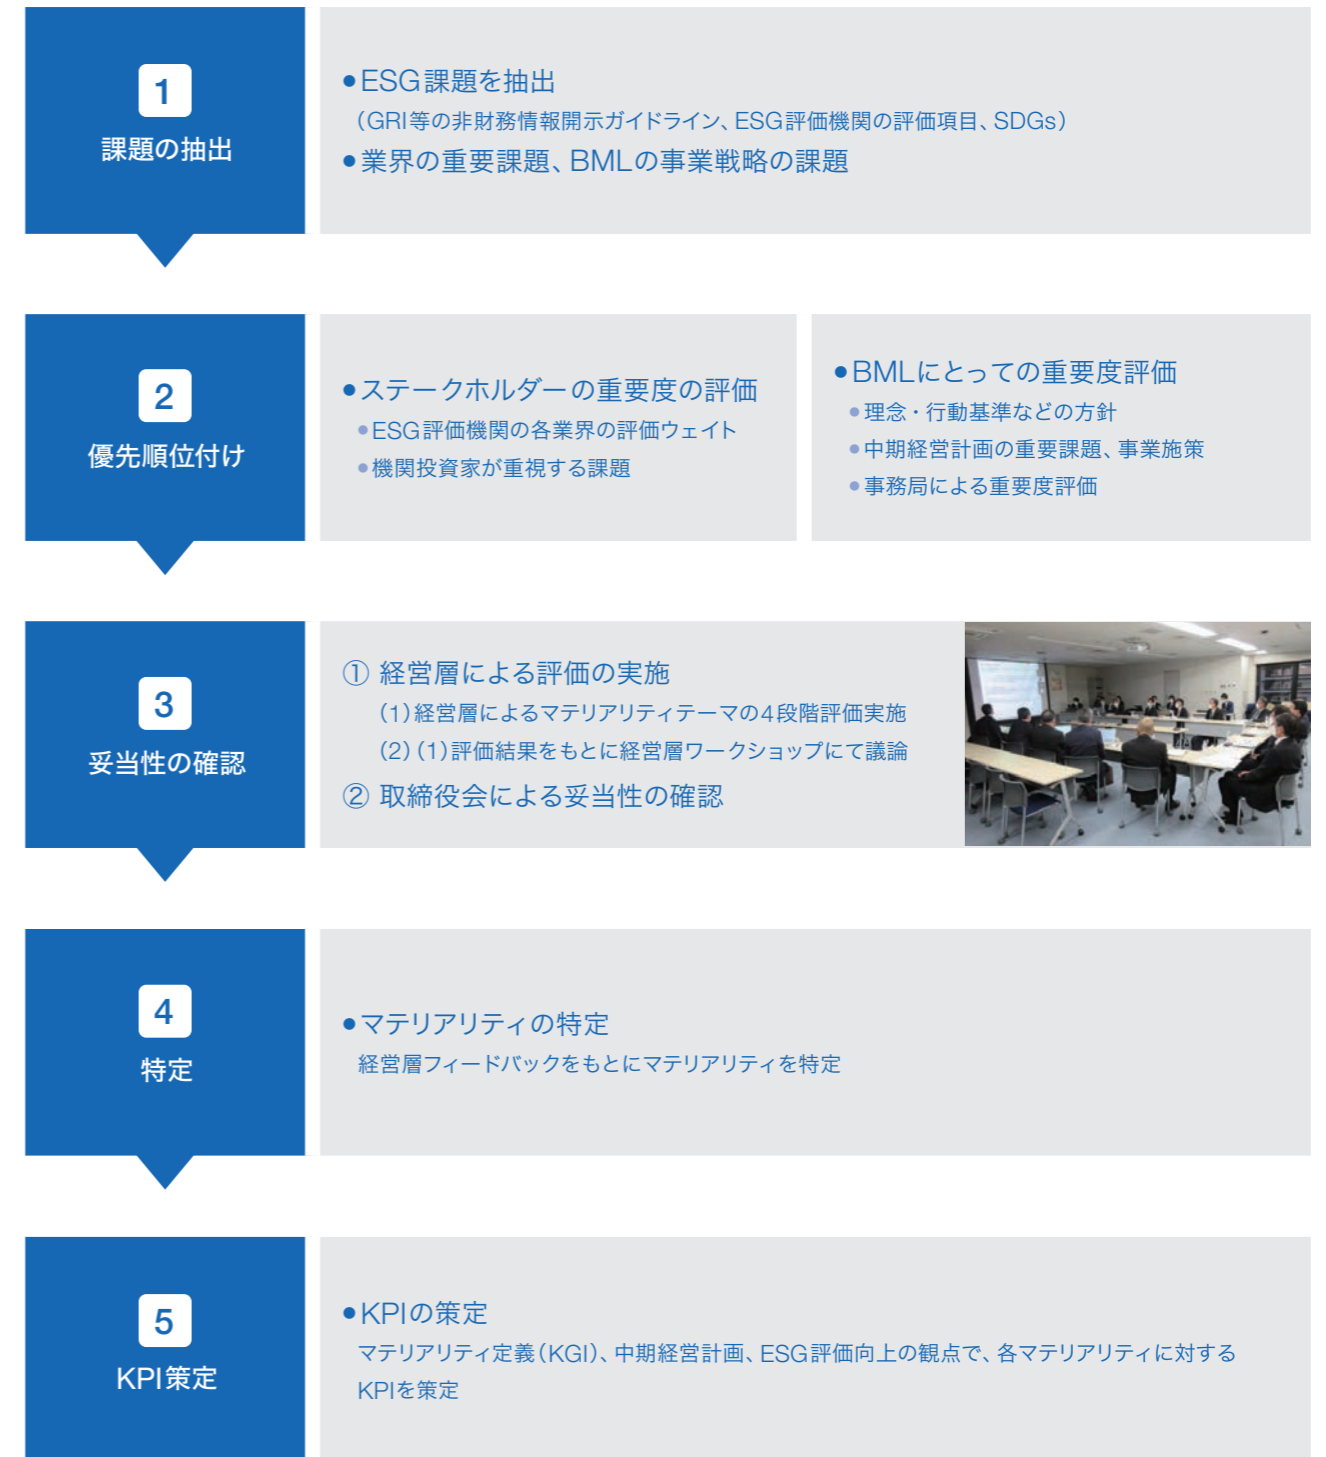 1
課題の抽出
●ESG課題を抽出
（GRI等の非財務情報開示ガイドライン、ESG評価機関の評価項目、SDGs）
●業界の重要課題、BMLの事業戦略の課題
2
優先順位付け
●ステークホルダーの重要度の評価
●ESG評価機関の各業界の評価ウェイト
●機関投資家が重視する課題
●BMLにとっての重要度評価
●理念・行動基準などの方針
●中期経営計画の重要課題、事業施策
●事務局による重要度評価
3
妥当性の確認
① 経営層による評価の実施
（1）経営層によるマテリアリティテーマの4段階評価実施
（2）（1）評価結果をもとに経営層ワークショップにて議論
② 取締役会による妥当性の確認
4
特定
●マテリアリティの特定
経営層フィードバックをもとにマテリアリティを特定
5
KPI策定
●KPIの策定
マテリアリティ定義（KGI）、中期経営計画、ESG評価向上の観点で、各マテリアリティに対する
KPIを策定